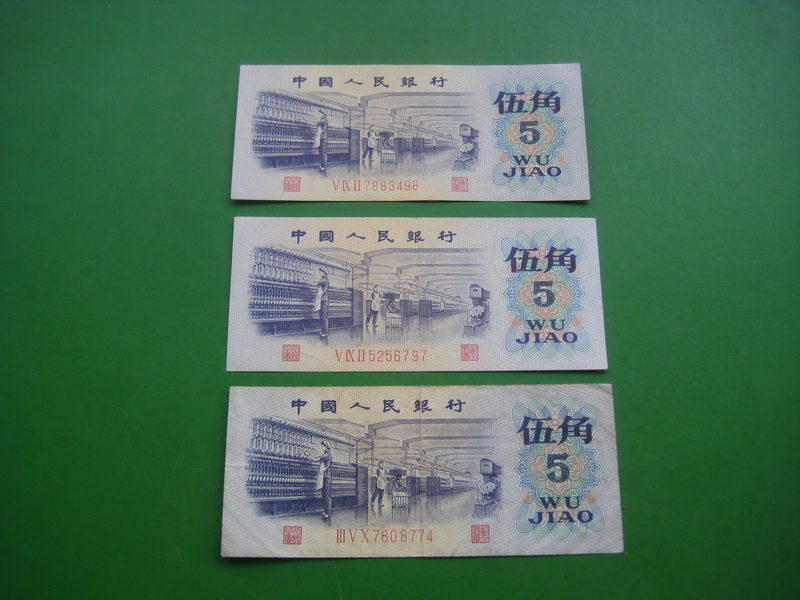 中國人民銀行
伍角
5
WU
JIAO
VIXII7883498
中國人民銀行
伍角
5
WU
JIAO
VIXII5256797
中國人民銀行
伍角
5
WU
JIAO
IIIVX7608774